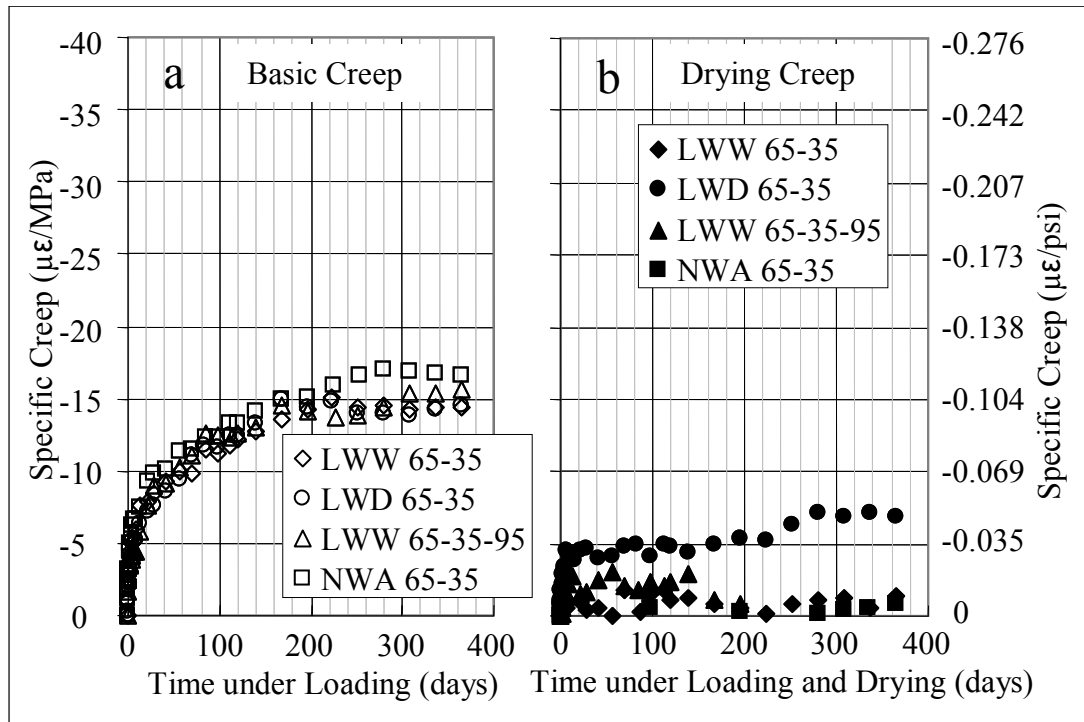 a
Basic Creep
-40
-35
-30
-25
-20
-15
-10
-5
0
Specific Creep (με/MPa)
LWW 65-35
LWD 65-35
LWW 65-35-95
NWA 65-35
0
100
200
300
400
Time under Loading (days)
b
Drying Creep
LWW 65-35
LWD 65-35
LWW 65-35-95
NWA 65-35
-0.276
-0.242
-0.207
-0.173
-0.138
-0.104
-0.069
-0.035
0
Specific Creep (με/psi)
0
100
200
300
400
Time under Loading and Drying (days)